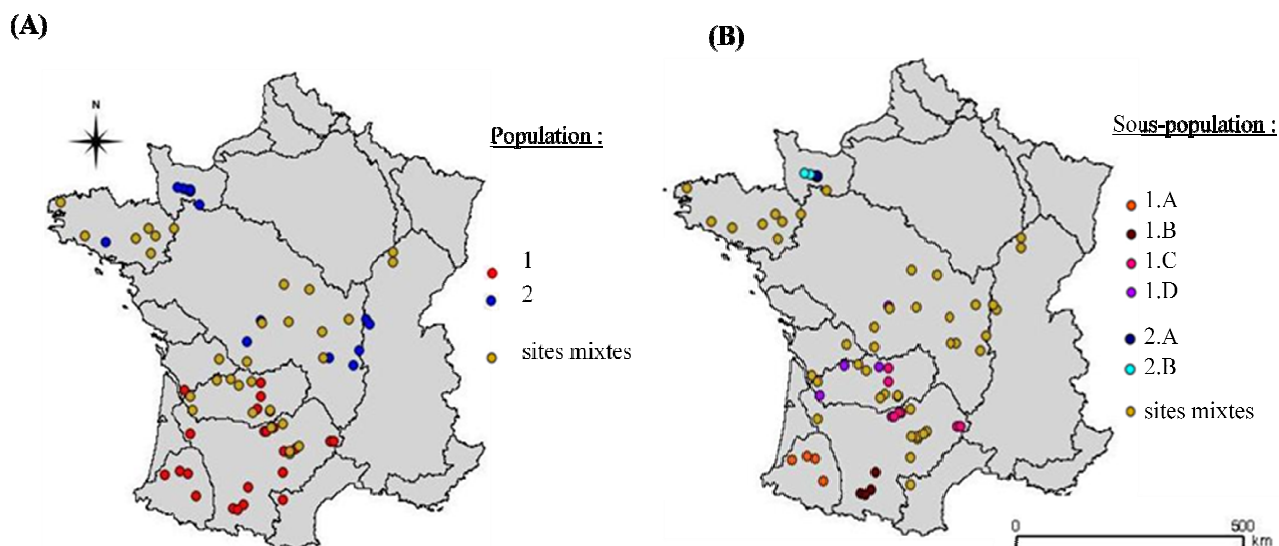 (A)
N
Population :
1
2
sites mixtes
(B)
Sous-population :
1.A
1.B
1.C
1.D
2.A
2.B
sites mixtes
0
500
km